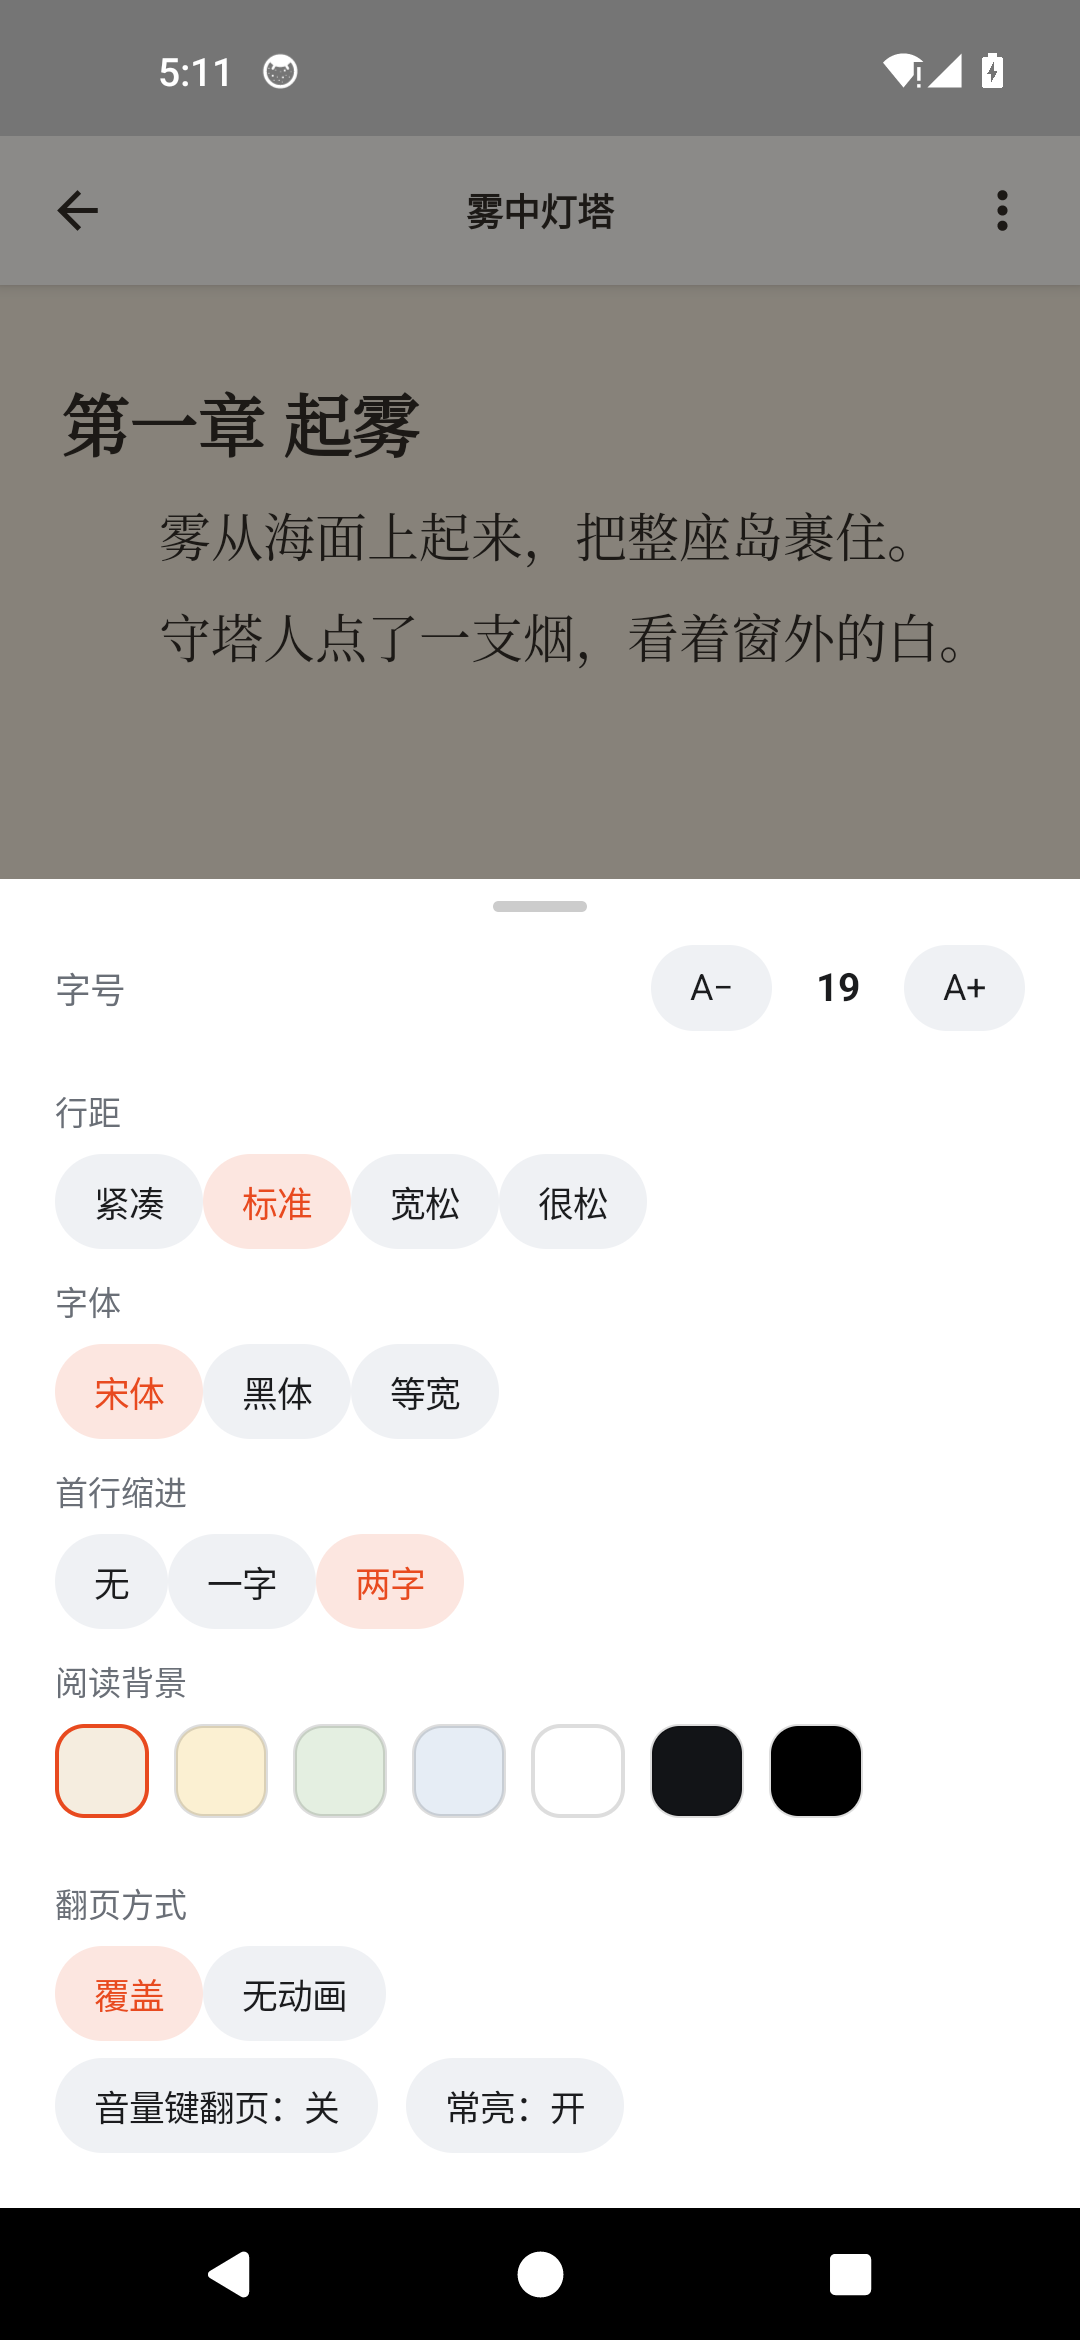 5:11
雾中灯塔
第一章 起雾
雾从海面上起来，把整座岛裹住。
守塔人点了一支烟，看着窗外的白。
字号 A− 19 A+
行距
紧凑 标准 宽松 很松
字体
宋体 黑体 等宽
首行缩进
无 一字 两字
阅读背景
翻页方式
覆盖 无动画
音量键翻页：关 常亮：开